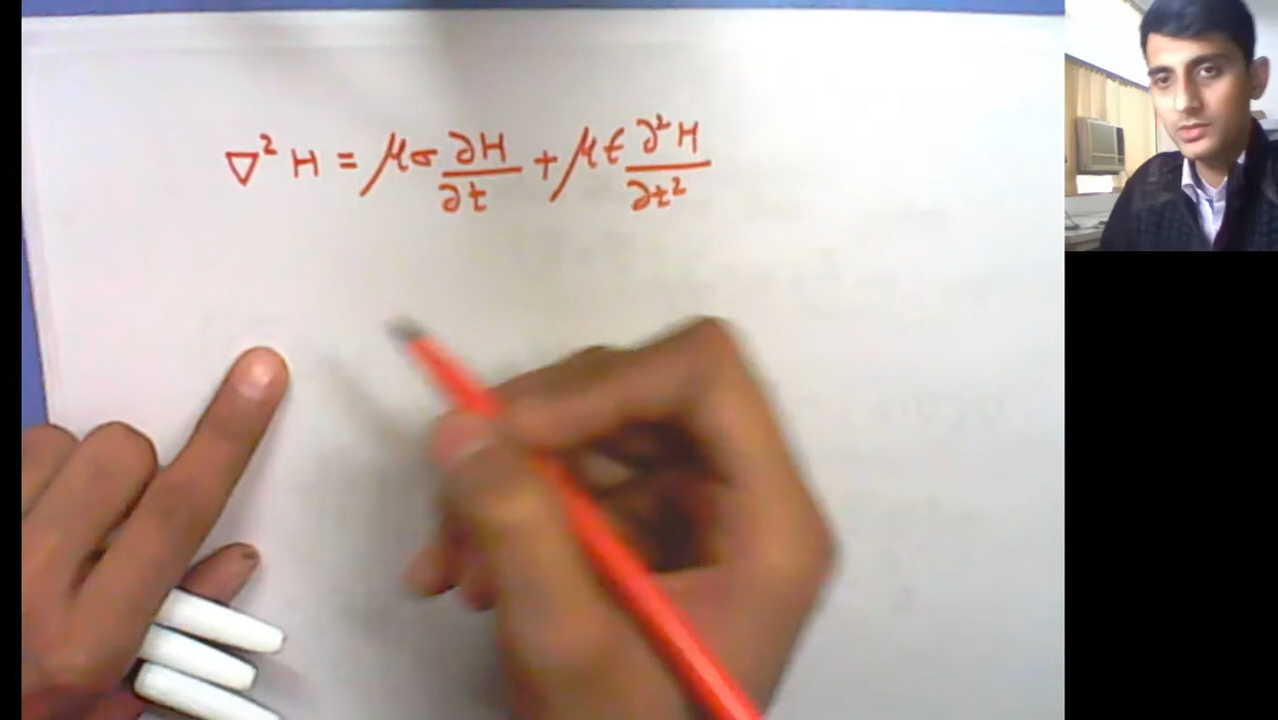 ∇² H = μσ ∂H/∂t + μϵ ∂²H/∂t²